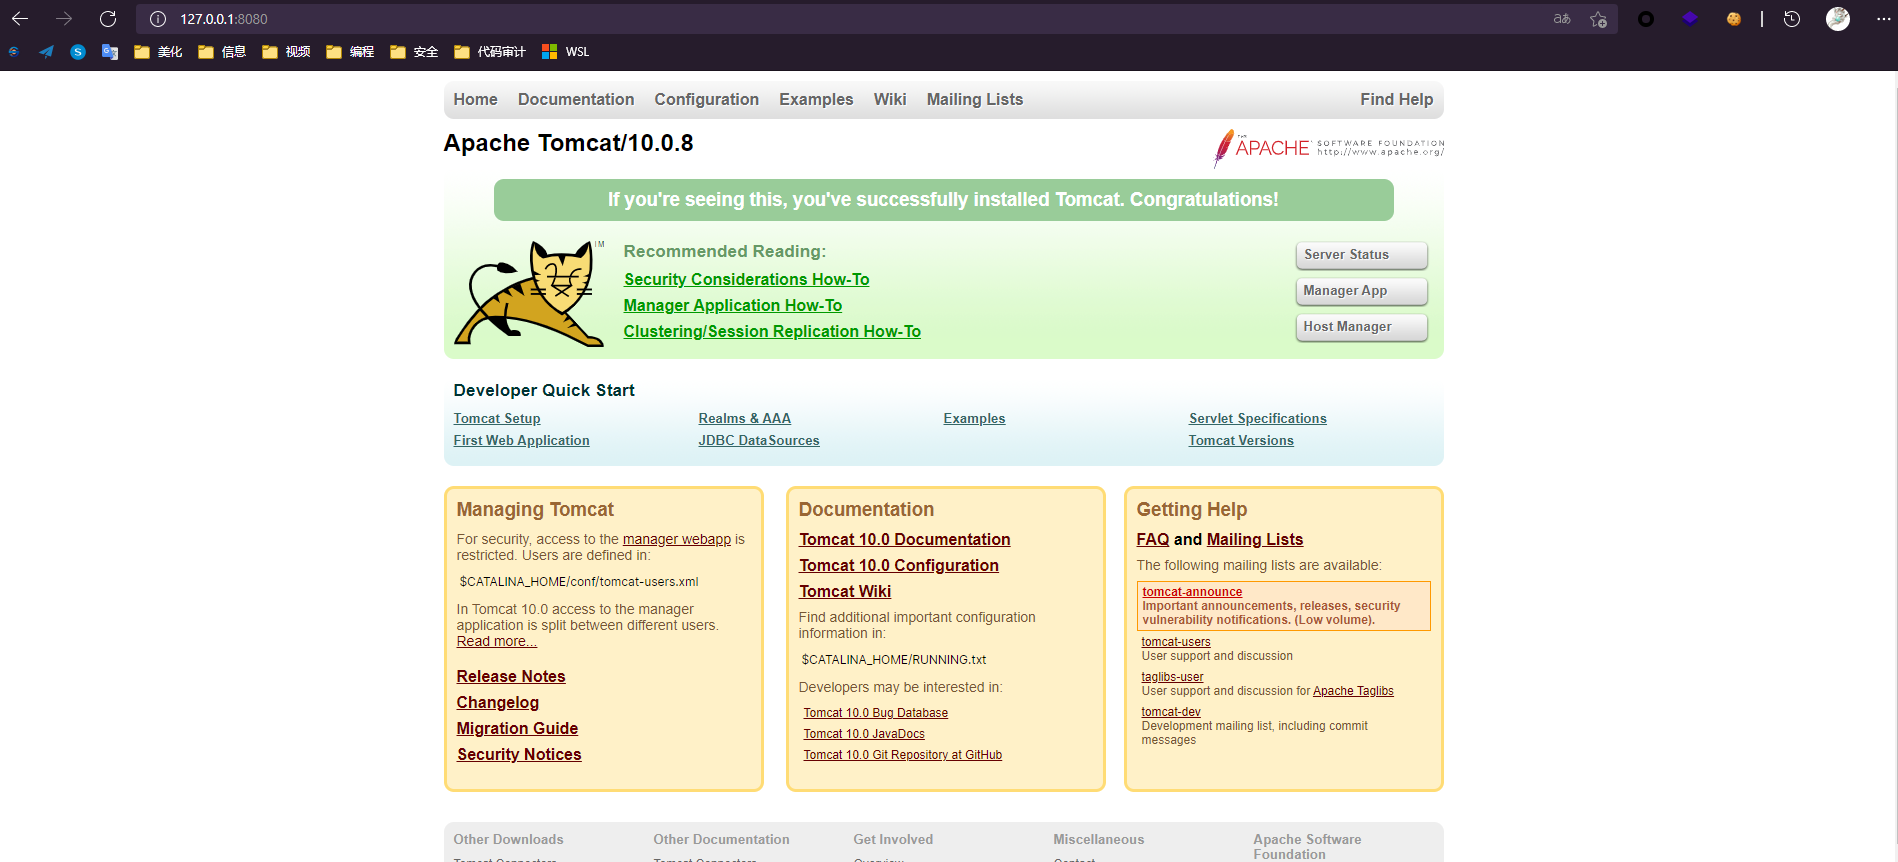 127.0.0.1:8080
美化 信息 视频 编程 安全 代码审计 WSL
Home Documentation Configuration Examples Wiki Mailing Lists Find Help
Apache Tomcat/10.0.8
THE APACHE SOFTWARE FOUNDATION
http://www.apache.org/
If you're seeing this, you've successfully installed Tomcat. Congratulations!
TM
Recommended Reading:
Security Considerations How-To
Manager Application How-To
Clustering/Session Replication How-To
Server Status
Manager App
Host Manager
Developer Quick Start
Tomcat Setup Realms & AAA Examples Servlet Specifications
First Web Application JDBC DataSources Tomcat Versions
Managing Tomcat
For security, access to the manager webapp is
restricted. Users are defined in:
$CATALINA_HOME/conf/tomcat-users.xml
In Tomcat 10.0 access to the manager
application is split between different users.
Read more...
Release Notes
Changelog
Migration Guide
Security Notices
Documentation
Tomcat 10.0 Documentation
Tomcat 10.0 Configuration
Tomcat Wiki
Find additional important configuration
information in:
$CATALINA_HOME/RUNNING.txt
Developers may be interested in:
Tomcat 10.0 Bug Database
Tomcat 10.0 JavaDocs
Tomcat 10.0 Git Repository at GitHub
Getting Help
FAQ and Mailing Lists
The following mailing lists are available:
tomcat-announce
Important announcements, releases, security
vulnerability notifications. (Low volume).
tomcat-users
User support and discussion
taglibs-user
User support and discussion for Apache Taglibs
tomcat-dev
Development mailing list, including commit
messages
Other Downloads Other Documentation Get Involved Miscellaneous Apache Software
Foundation
Tomcat Connectors Tomcat Connectors Overview Contact